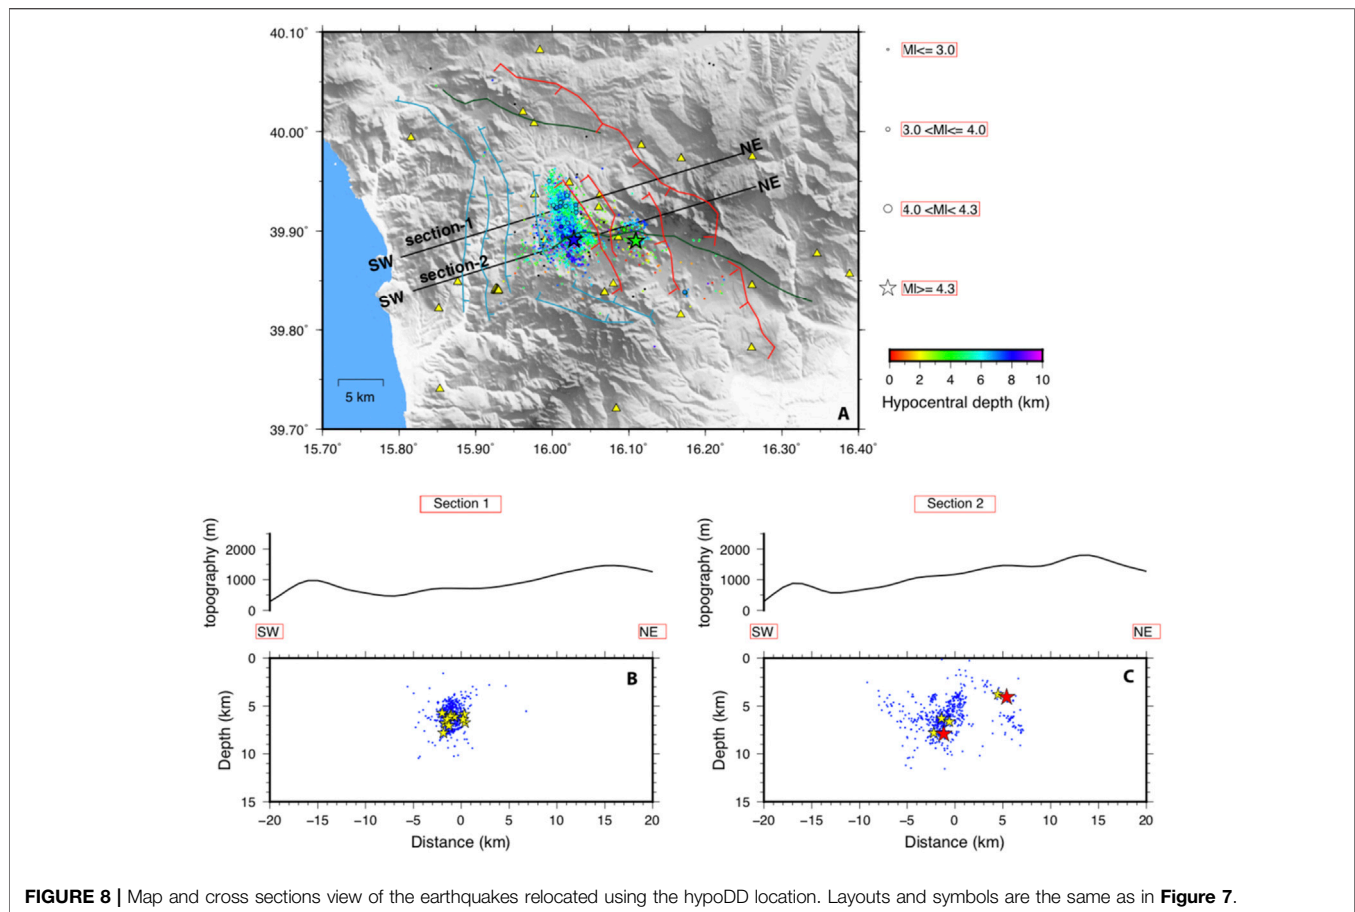 40.10°
40.00°
39.90°
39.80°
39.70°
15.70°
15.80°
15.90°
16.00°
16.10°
16.20°
16.30°
16.40°
NE
NE
section-1
SW
section-2
SW
5 km
A
Ml<= 3.0
3.0 <Ml<= 4.0
4.0 <Ml< 4.3
Ml>= 4.3
0 2 4 6 8 10
Hypocentral depth (km)
Section 1
topography (m)
2000
1000
0
SW
NE
B
Depth (km)
0
5
10
15
−20 −15 −10 −5 0 5 10 15 20
Distance (km)
Section 2
topography (m)
2000
1000
0
SW
NE
C
Depth (km)
0
5
10
15
−20 −15 −10 −5 0 5 10 15 20
Distance (km)
FIGURE 8 | Map and cross sections view of the earthquakes relocated using the hypoDD location. Layouts and symbols are the same as in Figure 7.